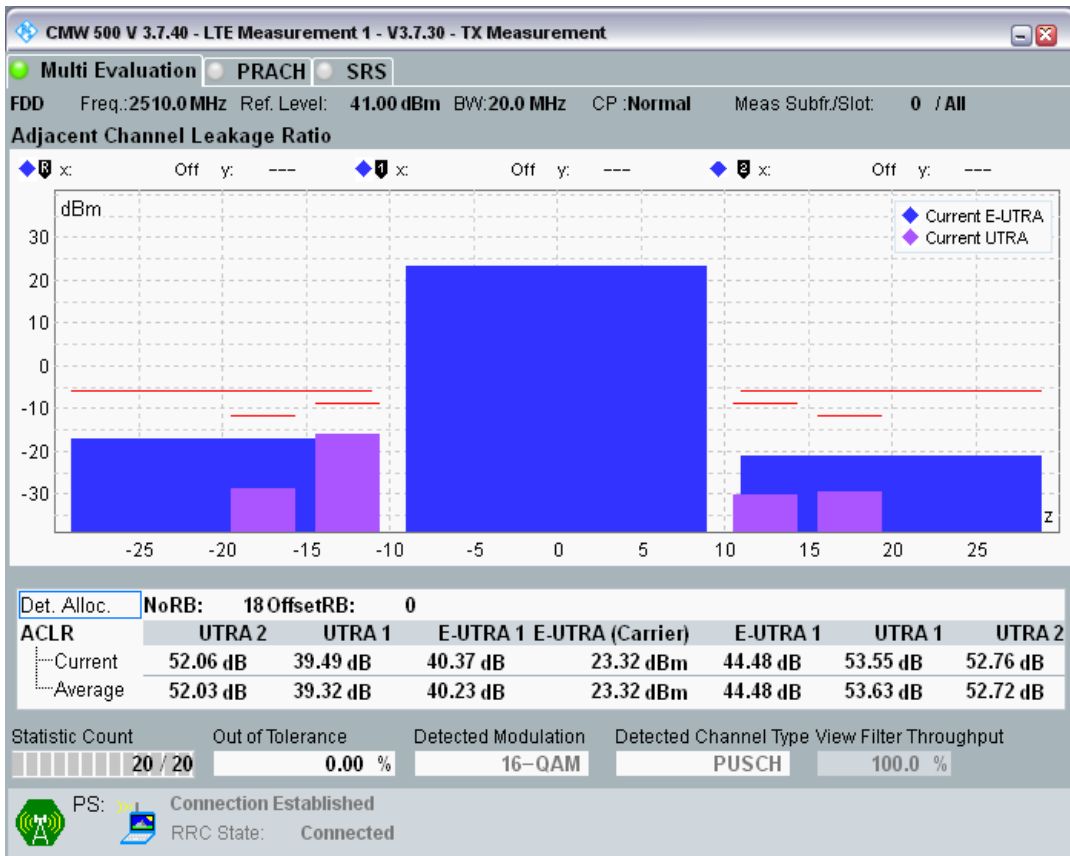 CMW 500 V 3.7.40 - LTE Measurement 1 - V3.7.30 - TX Measurement
Multi Evaluation PRACH SRS
FDD Freq.:2510.0 MHz Ref. Level: 41.00 dBm BW:20.0 MHz CP :Normal Meas Subfr./Slot: 0 / All
Adjacent Channel Leakage Ratio
R x: Off y: --- 1 x: Off y: --- 2 x: Off y: ---
dBm
Current E-UTRA
Current UTRA
30
20
10
0
-10
-20
-30
z
-25 -20 -15 -10 -5 0 5 10 15 20 25
Det. Alloc. NoRB: 18 OffsetRB: 0
ACLR UTRA 2 UTRA 1 E-UTRA 1 E-UTRA (Carrier) E-UTRA 1 UTRA 1 UTRA 2
Current 52.06 dB 39.49 dB 40.37 dB 23.32 dBm 44.48 dB 53.55 dB 52.76 dB
Average 52.03 dB 39.32 dB 40.23 dB 23.32 dBm 44.48 dB 53.63 dB 52.72 dB
Statistic Count Out of Tolerance Detected Modulation Detected Channel Type View Filter Throughput
20 / 20 0.00 % 16-QAM PUSCH 100.0 %
PS: Connection Established
RRC State: Connected